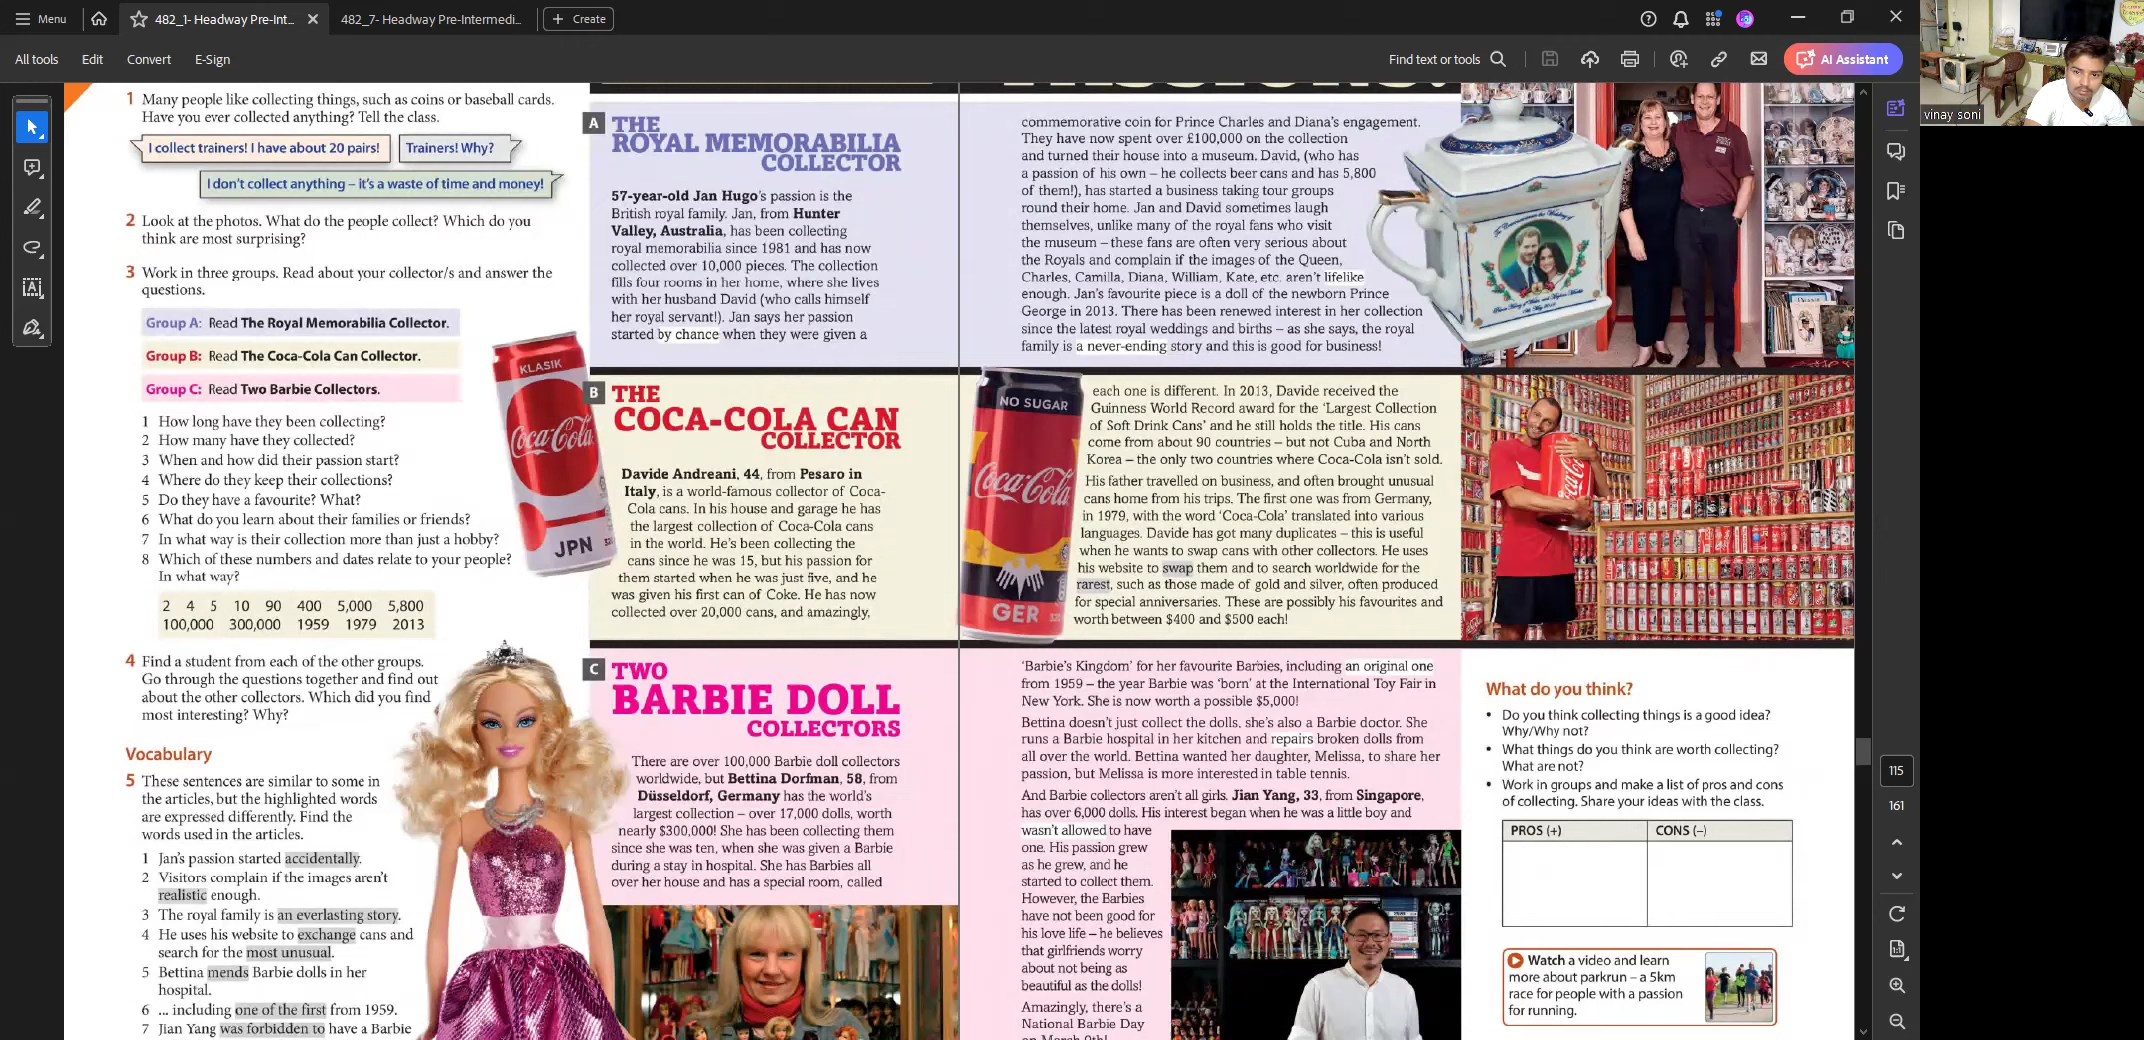 Menu
482_1- Headway Pre-Int...
482_7- Headway Pre-Intermedi...
Create
All tools
Edit
Convert
E-Sign
Find text or tools
AI Assistant
vinay soni
1 Many people like collecting things, such as coins or baseball cards.
Have you ever collected anything? Tell the class.
I collect trainers! I have about 20 pairs!
Trainers! Why?
I don't collect anything – it's a waste of time and money!
2 Look at the photos. What do the people collect? Which do you
think are most surprising?
3 Work in three groups. Read about your collector/s and answer the
questions.
Group A: Read The Royal Memorabilia Collector.
Group B: Read The Coca-Cola Can Collector.
Group C: Read Two Barbie Collectors.
1 How long have they been collecting?
2 How many have they collected?
3 When and how did their passion start?
4 Where do they keep their collections?
5 Do they have a favourite? What?
6 What do you learn about their families or friends?
7 In what way is their collection more than just a hobby?
8 Which of these numbers and dates relate to your people?
In what way?
2 4 5 10 90 400 5,000 5,800
100,000 300,000 1959 1979 2013
4 Find a student from each of the other groups.
Go through the questions together and find out
about the other collectors. Which did you find
most interesting? Why?
Vocabulary
5 These sentences are similar to some in
the articles, but the highlighted words
are expressed differently. Find the
words used in the articles.
1 Jan's passion started accidentally.
2 Visitors complain if the images aren't
realistic enough.
3 The royal family is an everlasting story.
4 He uses his website to exchange cans and
search for the most unusual.
5 Bettina mends Barbie dolls in her
hospital.
6 ... including one of the first from 1959.
7 Jian Yang was forbidden to have a Barbie
A THE
ROYAL MEMORABILIA
COLLECTOR
57-year-old Jan Hugo's passion is the
British royal family. Jan, from Hunter
Valley, Australia, has been collecting
royal memorabilia since 1981 and has now
collected over 10,000 pieces. The collection
fills four rooms in her home, where she lives
with her husband David (who calls himself
her royal servant!). Jan says her passion
started by chance when they were given a
commemorative coin for Prince Charles and Diana's engagement.
They have now spent over £100,000 on the collection
and turned their house into a museum. David, (who has
a passion of his own – he collects beer cans and has 5,800
of them!), has started a business taking tour groups
round their home. Jan and David sometimes laugh
themselves, unlike many of the royal fans who visit
the museum – these fans are often very serious about
the Royals and complain if the images of the Queen,
Charles, Camilla, Diana, William, Kate, etc. aren't lifelike
enough. Jan's favourite piece is a doll of the newborn Prince
George in 2013. There has been renewed interest in her collection
since the latest royal weddings and births – as she says, the royal
family is a never-ending story and this is good for business!
KLASIK
Coca-Cola
JPN
B THE
COCA-COLA CAN
COLLECTOR
Davide Andreani, 44, from Pesaro in
Italy, is a world-famous collector of Coca-
Cola cans. In his house and garage he has
the largest collection of Coca-Cola cans
in the world. He's been collecting the
cans since he was 15, but his passion for
them started when he was just five, and he
was given his first can of Coke. He has now
collected over 20,000 cans, and amazingly,
NO SUGAR
Coca-Cola
GER
each one is different. In 2013, Davide received the
Guinness World Record award for the 'Largest Collection
of Soft Drink Cans' and he still holds the title. His cans
come from about 90 countries – but not Cuba and North
Korea – the only two countries where Coca-Cola isn't sold.
His father travelled on business, and often brought unusual
cans home from his trips. The first one was from Germany,
in 1979, with the word 'Coca-Cola' translated into various
languages. Davide has got many duplicates – this is useful
when he wants to swap cans with other collectors. He uses
his website to swap them and to search worldwide for the
rarest, such as those made of gold and silver, often produced
for special anniversaries. These are possibly his favourites and
worth between $400 and $500 each!
C TWO
BARBIE DOLL
COLLECTORS
There are over 100,000 Barbie doll collectors
worldwide, but Bettina Dorfman, 58, from
Düsseldorf, Germany has the world's
largest collection – over 17,000 dolls, worth
nearly $300,000! She has been collecting them
since she was ten, when she was given a Barbie
during a stay in hospital. She has Barbies all
over her house and has a special room, called
'Barbie's Kingdom' for her favourite Barbies, including an original one
from 1959 – the year Barbie was 'born' at the International Toy Fair in
New York. She is now worth a possible $5,000!
Bettina doesn't just collect the dolls, she's also a Barbie doctor. She
runs a Barbie hospital in her kitchen and repairs broken dolls from
all over the world. Bettina wanted her daughter, Melissa, to share her
passion, but Melissa is more interested in table tennis.
And Barbie collectors aren't all girls. Jian Yang, 33, from Singapore,
has over 6,000 dolls. His interest began when he was a little boy and
wasn't allowed to have
one. His passion grew
as he grew, and he
started to collect them.
However, the Barbies
have not been good for
his love life – he believes
that girlfriends worry
about not being as
beautiful as the dolls!
Amazingly, there's a
National Barbie Day
on March 9th!
What do you think?
• Do you think collecting things is a good idea?
Why/Why not?
• What things do you think are worth collecting?
What are not?
• Work in groups and make a list of pros and cons
of collecting. Share your ideas with the class.
PROS (+)
CONS (–)
Watch a video and learn
more about parkrun – a 5km
race for people with a passion
for running.
115
161